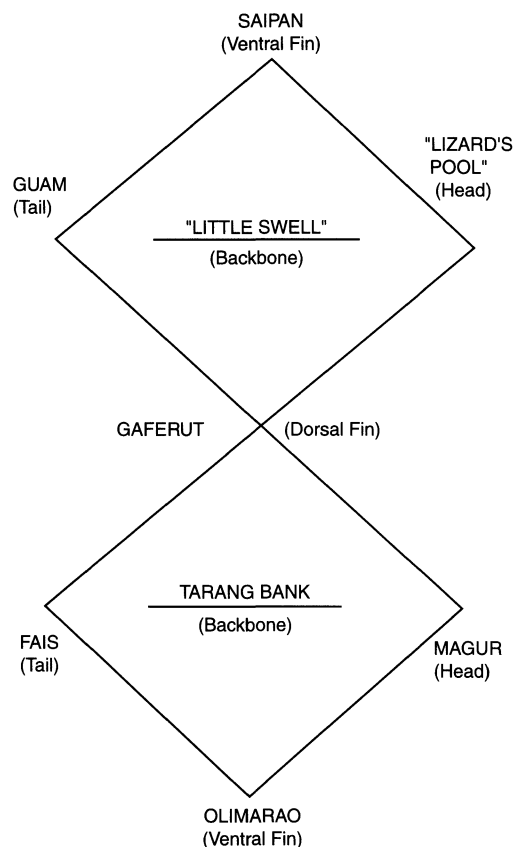 SAIPAN
(Ventral Fin)
"LIZARD'S
POOL"
(Head)
GUAM
(Tail)
"LITTLE SWELL"
(Backbone)
GAFERUT
(Dorsal Fin)
TARANG BANK
(Backbone)
FAIS
(Tail)
MAGUR
(Head)
OLIMARAO
(Ventral Fin)